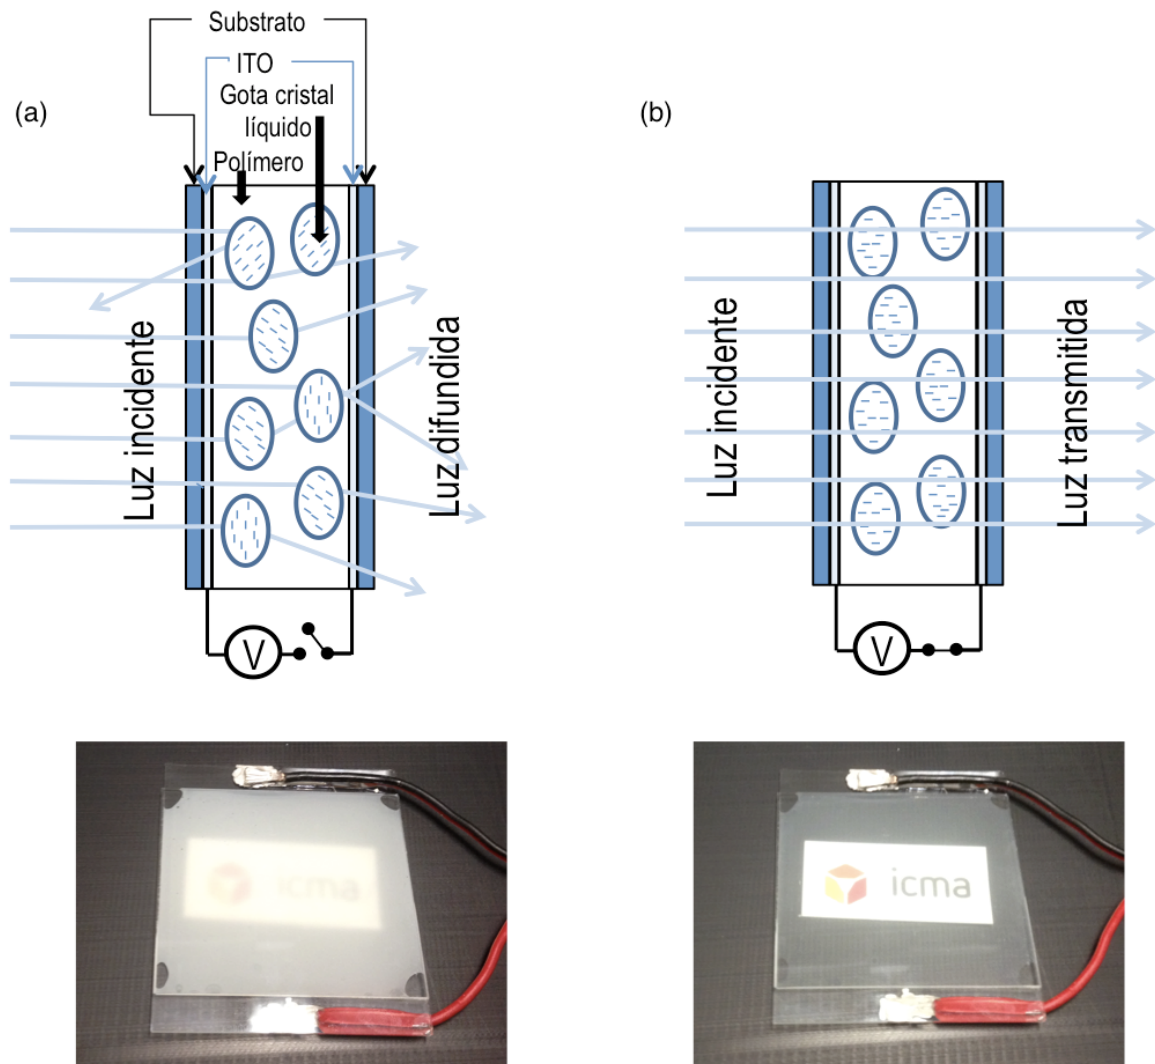 Substrato
ITO
Gota cristal
líquido
Polímero
(a)
Luz incidente
Luz difundida
V
(b)
Luz incidente
Luz transmitida
V
icma
icma